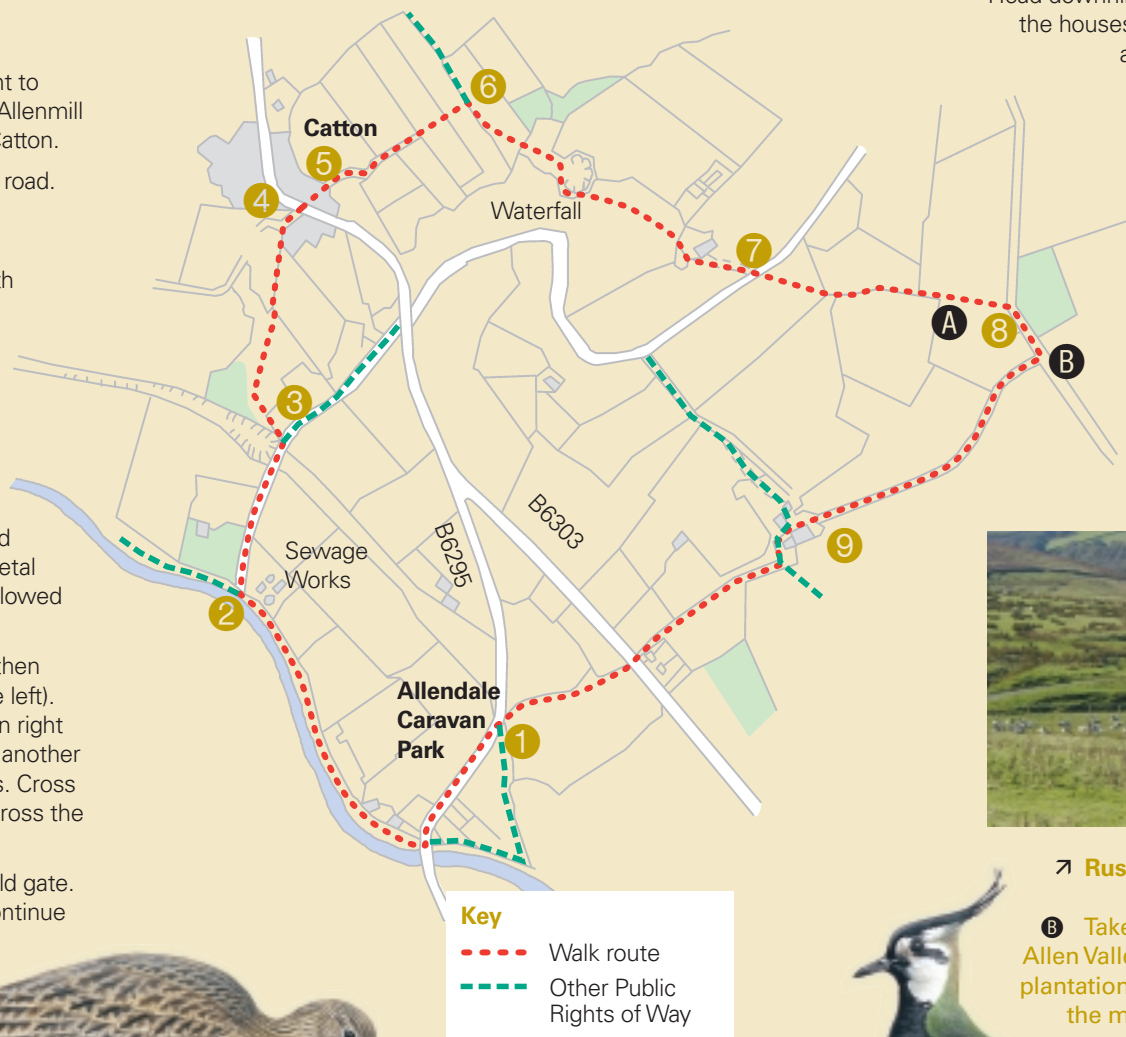 nt to
Allenmill
Catton.
road.
th
d
etal
lowed
then
e left).
n right
another
s. Cross
ross the
ld gate.
ontinue
the houses
a
6
Catton
5
4
Waterfall
7
A
8
B
3
B6303
B6295
9
Sewage
Works
2
Allendale
Caravan
Park
1
Key
Walk route
Other Public
Rights of Way
↗ Rus
B Take
Allen Valle
plantation
the m